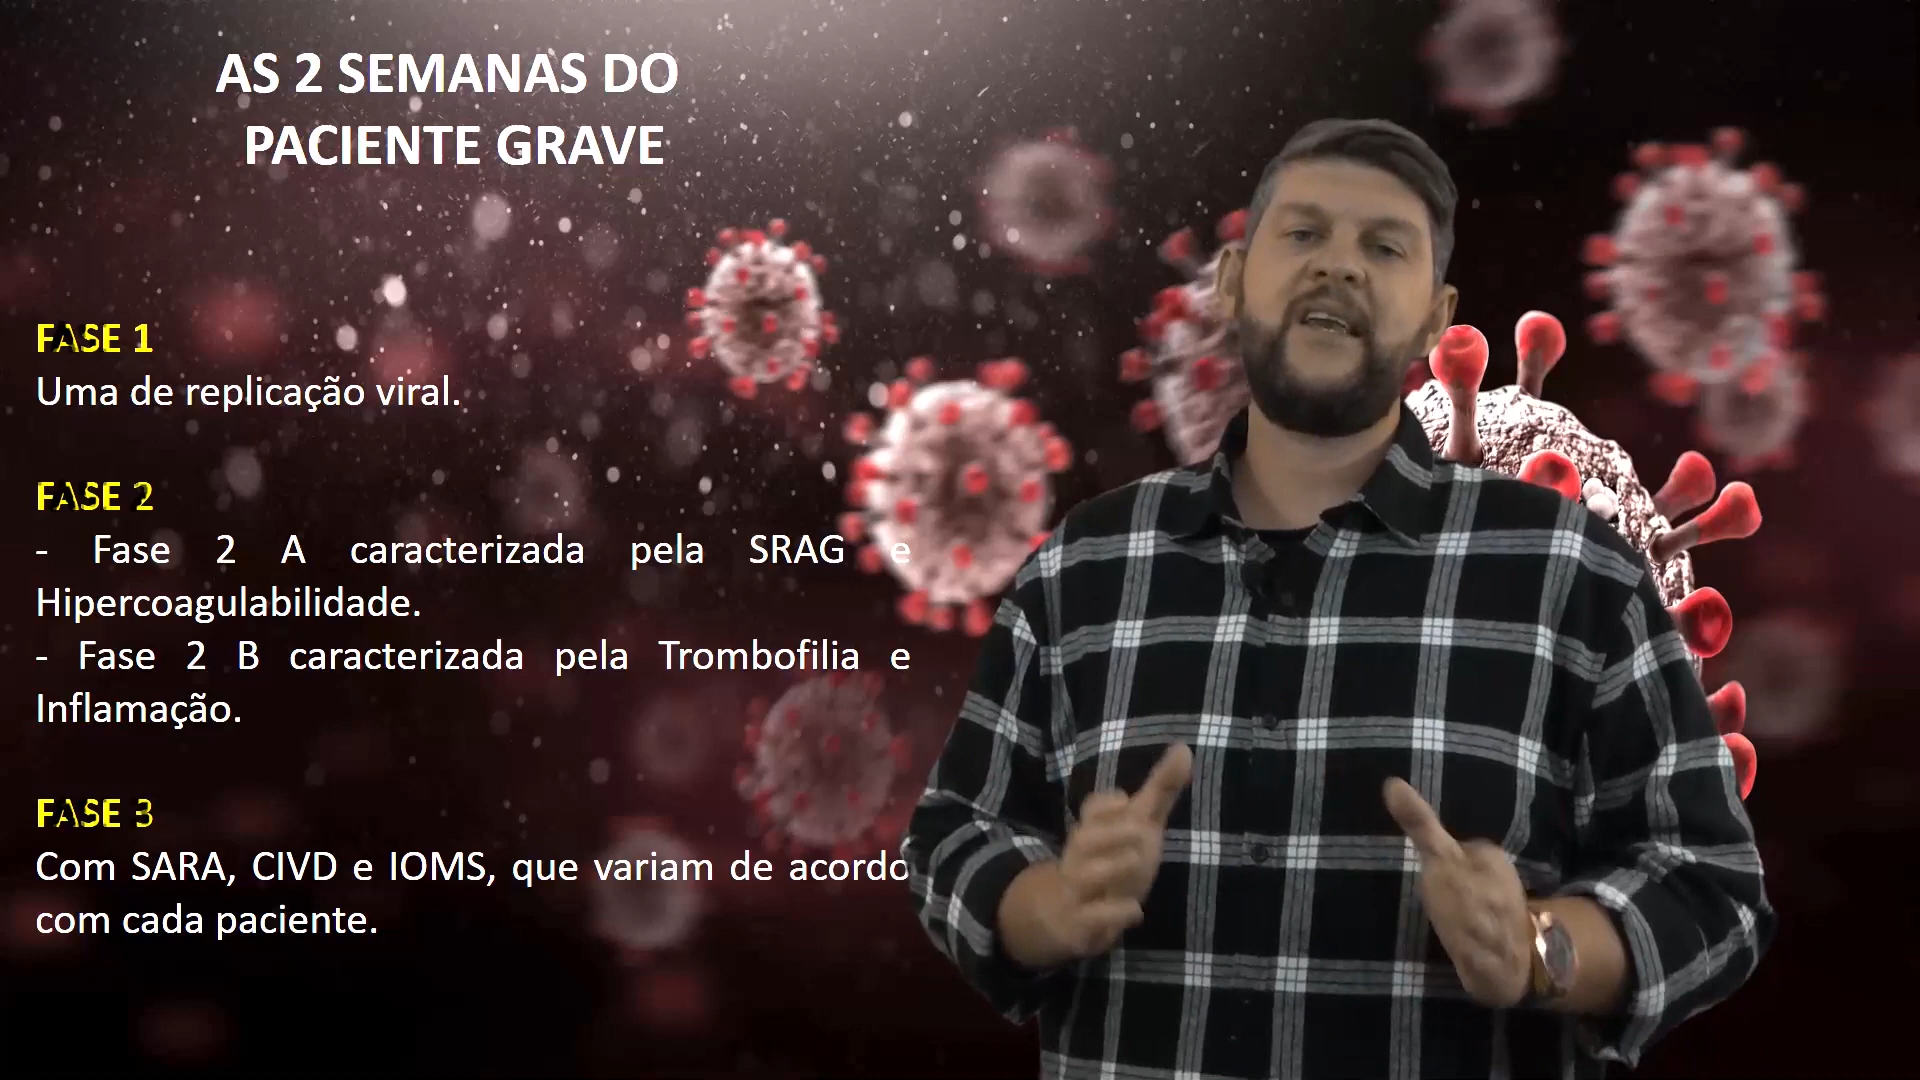 AS 2 SEMANAS DO
PACIENTE GRAVE
FASE 1
Uma de replicação viral.
FASE 2
- Fase 2 A caracterizada pela SRAG e
Hipercoagulabilidade.
- Fase 2 B caracterizada pela Trombofilia e
Inflamação.
FASE 3
Com SARA, CIVD e IOMS, que variam de acordo
com cada paciente.